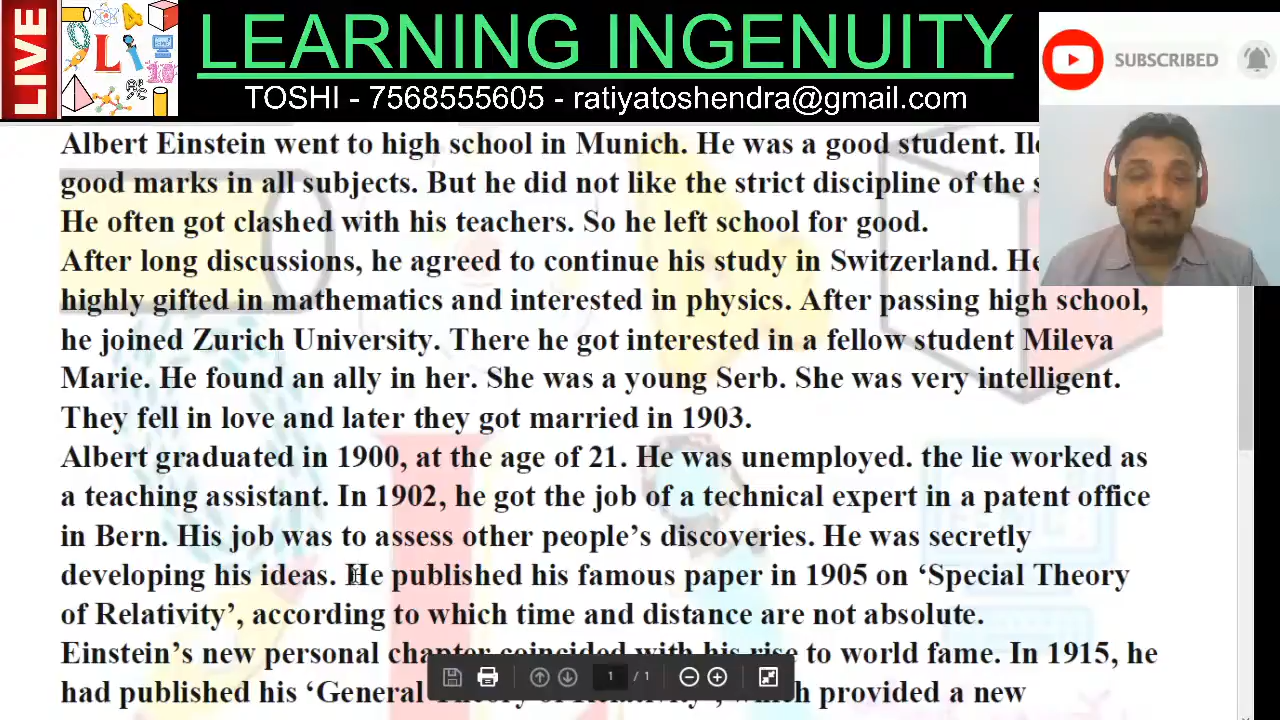 LIVE
LEARNING INGENUITY
TOSHI - 7568555605 - ratiyatoshendra@gmail.com
SUBSCRIBED
Albert Einstein went to high school in Munich. He was a good student.
good marks in all subjects. But he did not like the strict discipline of the
He often got clashed with his teachers. So he left school for good.
After long discussions, he agreed to continue his study in Switzerland. He
highly gifted in mathematics and interested in physics. After passing high school,
he joined Zurich University. There he got interested in a fellow student Mileva
Marie. He found an ally in her. She was a young Serb. She was very intelligent.
They fell in love and later they got married in 1903.
Albert graduated in 1900, at the age of 21. He was unemployed. the lie worked as
a teaching assistant. In 1902, he got the job of a technical expert in a patent office
in Bern. His job was to assess other people’s discoveries. He was secretly
developing his ideas. He published his famous paper in 1905 on ‘Special Theory
of Relativity’, according to which time and distance are not absolute.
Einstein’s new personal chapter coincided with his rise to world fame. In 1915, he
had published his ‘General Theory of Relativity’, which provided a new
1 / 1